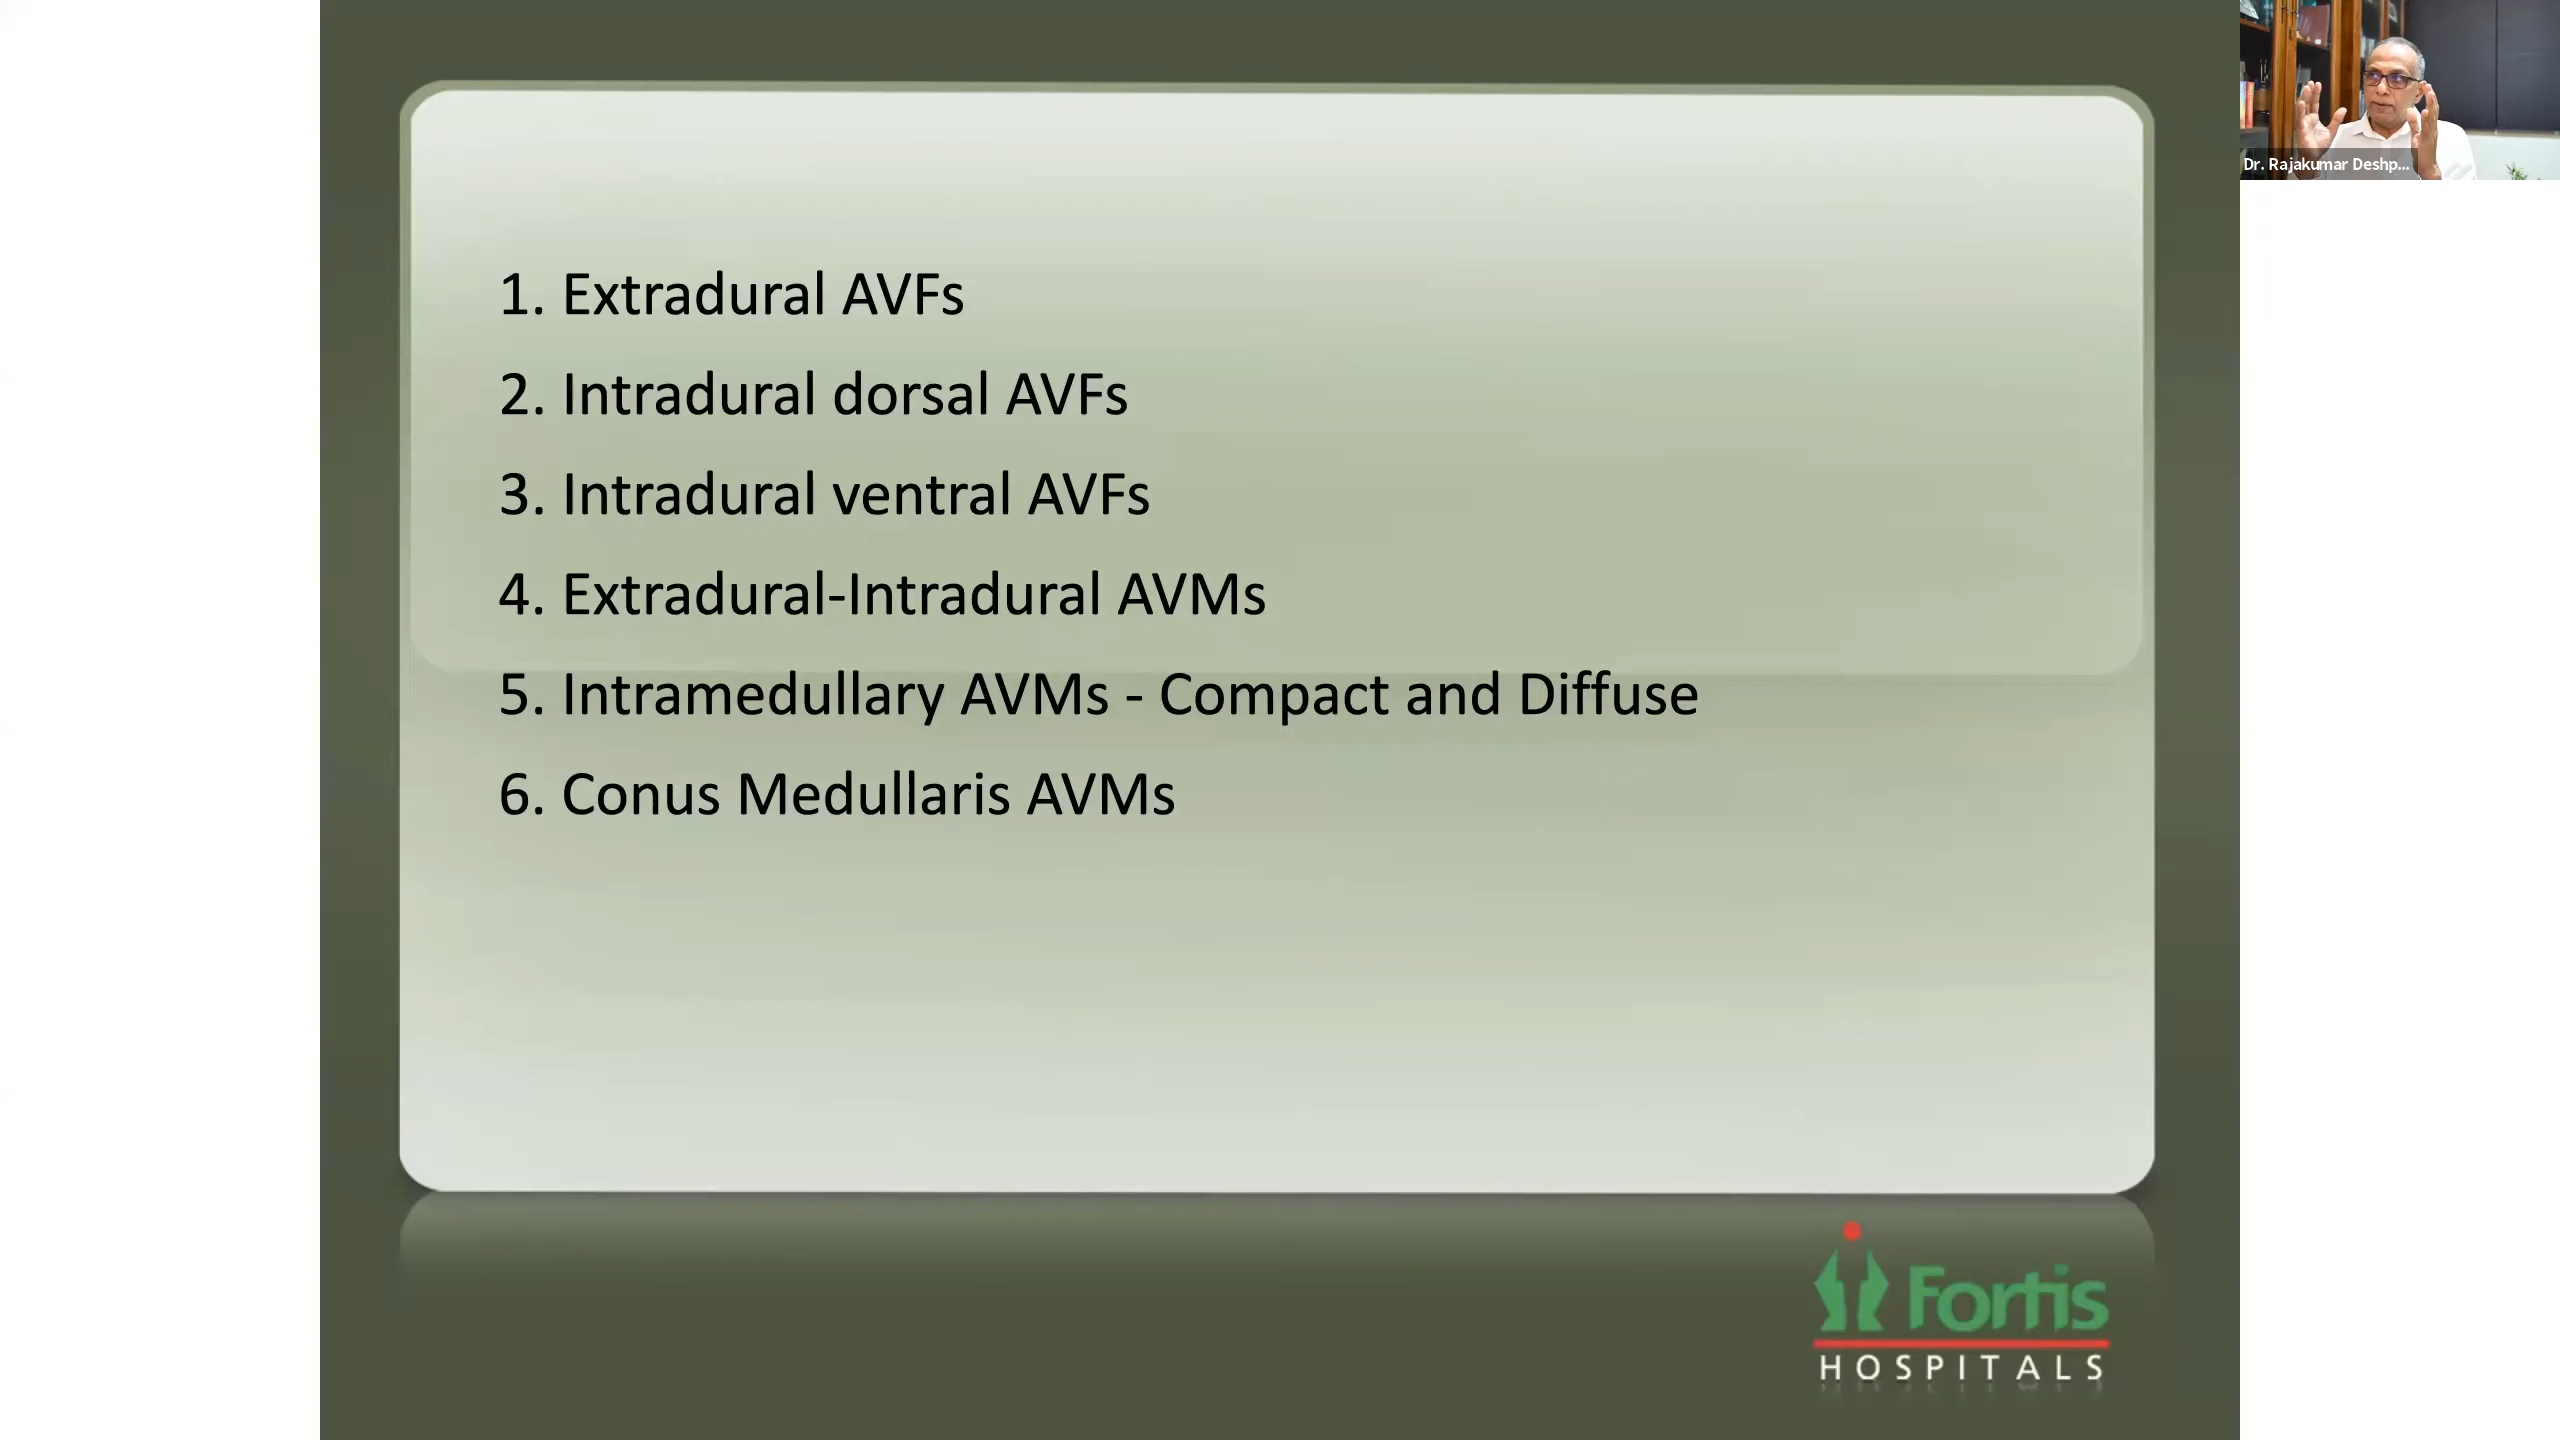 1. Extradural AVFs
2. Intradural dorsal AVFs
3. Intradural ventral AVFs
4. Extradural-Intradural AVMs
5. Intramedullary AVMs - Compact and Diffuse
6. Conus Medullaris AVMs
Dr. Rajakumar Deshp...
Fortis
HOSPITALS